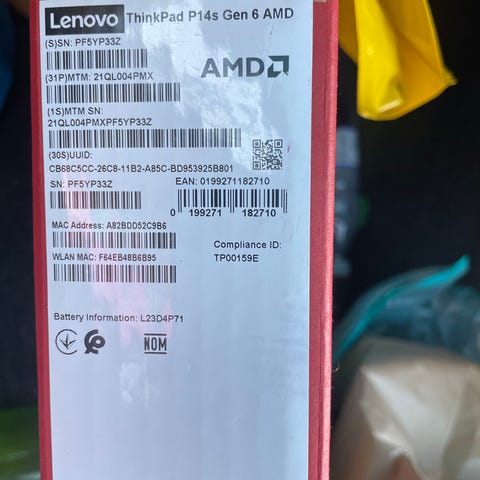 Lenovo ThinkPad P14s Gen 6 AMD
(S)SN: PF5YP33Z
AMD
(31P)MTM: 21QL004PMX
(1S)MTM SN:
21QL004PMXPF5YP33Z
(30S)UUID:
CB68C5CC-26C8-11B2-A85C-BD953925B801
SN: PF5YP33Z
EAN: 0199271182710
0 199271 182710
MAC Address: A82BDD52C9B6
Compliance ID:
WLAN MAC: F64EB48B6B95
TP00159E
Battery Information: L23D4P71
NOM